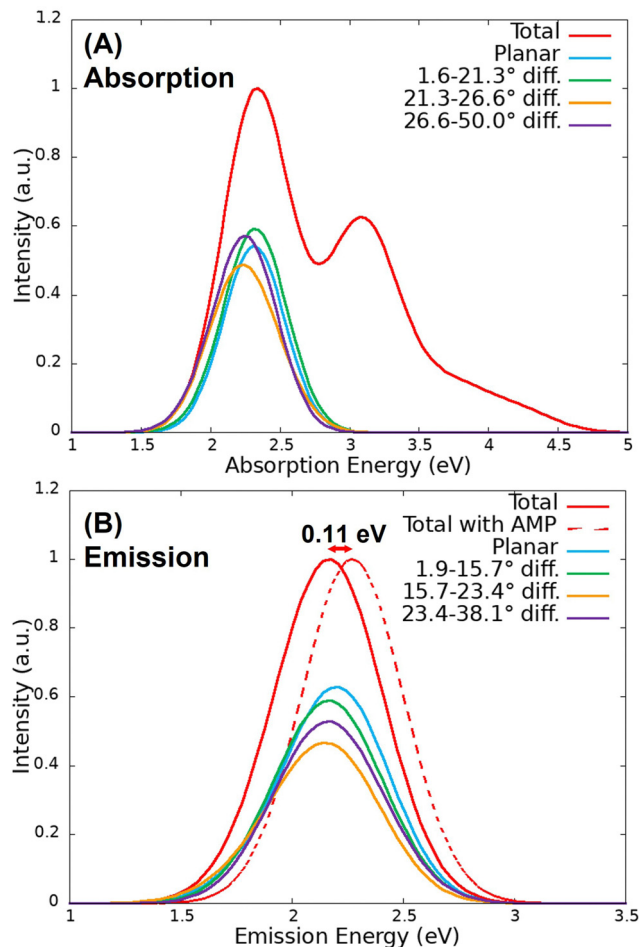 (A)
Absorption
Total
Planar
1.6-21.3° diff.
21.3-26.6° diff.
26.6-50.0° diff.
1.2
1
0.8
0.6
0.4
0.2
0
Intensity (a.u.)
1 1.5 2 2.5 3 3.5 4 4.5 5
Absorption Energy (eV)
(B)
Emission
0.11 eV
Total
Total with AMP
Planar
1.9-15.7° diff.
15.7-23.4° diff.
23.4-38.1° diff.
1.2
1
0.8
0.6
0.4
0.2
0
Intensity (a.u.)
1 1.5 2 2.5 3 3.5
Emission Energy (eV)